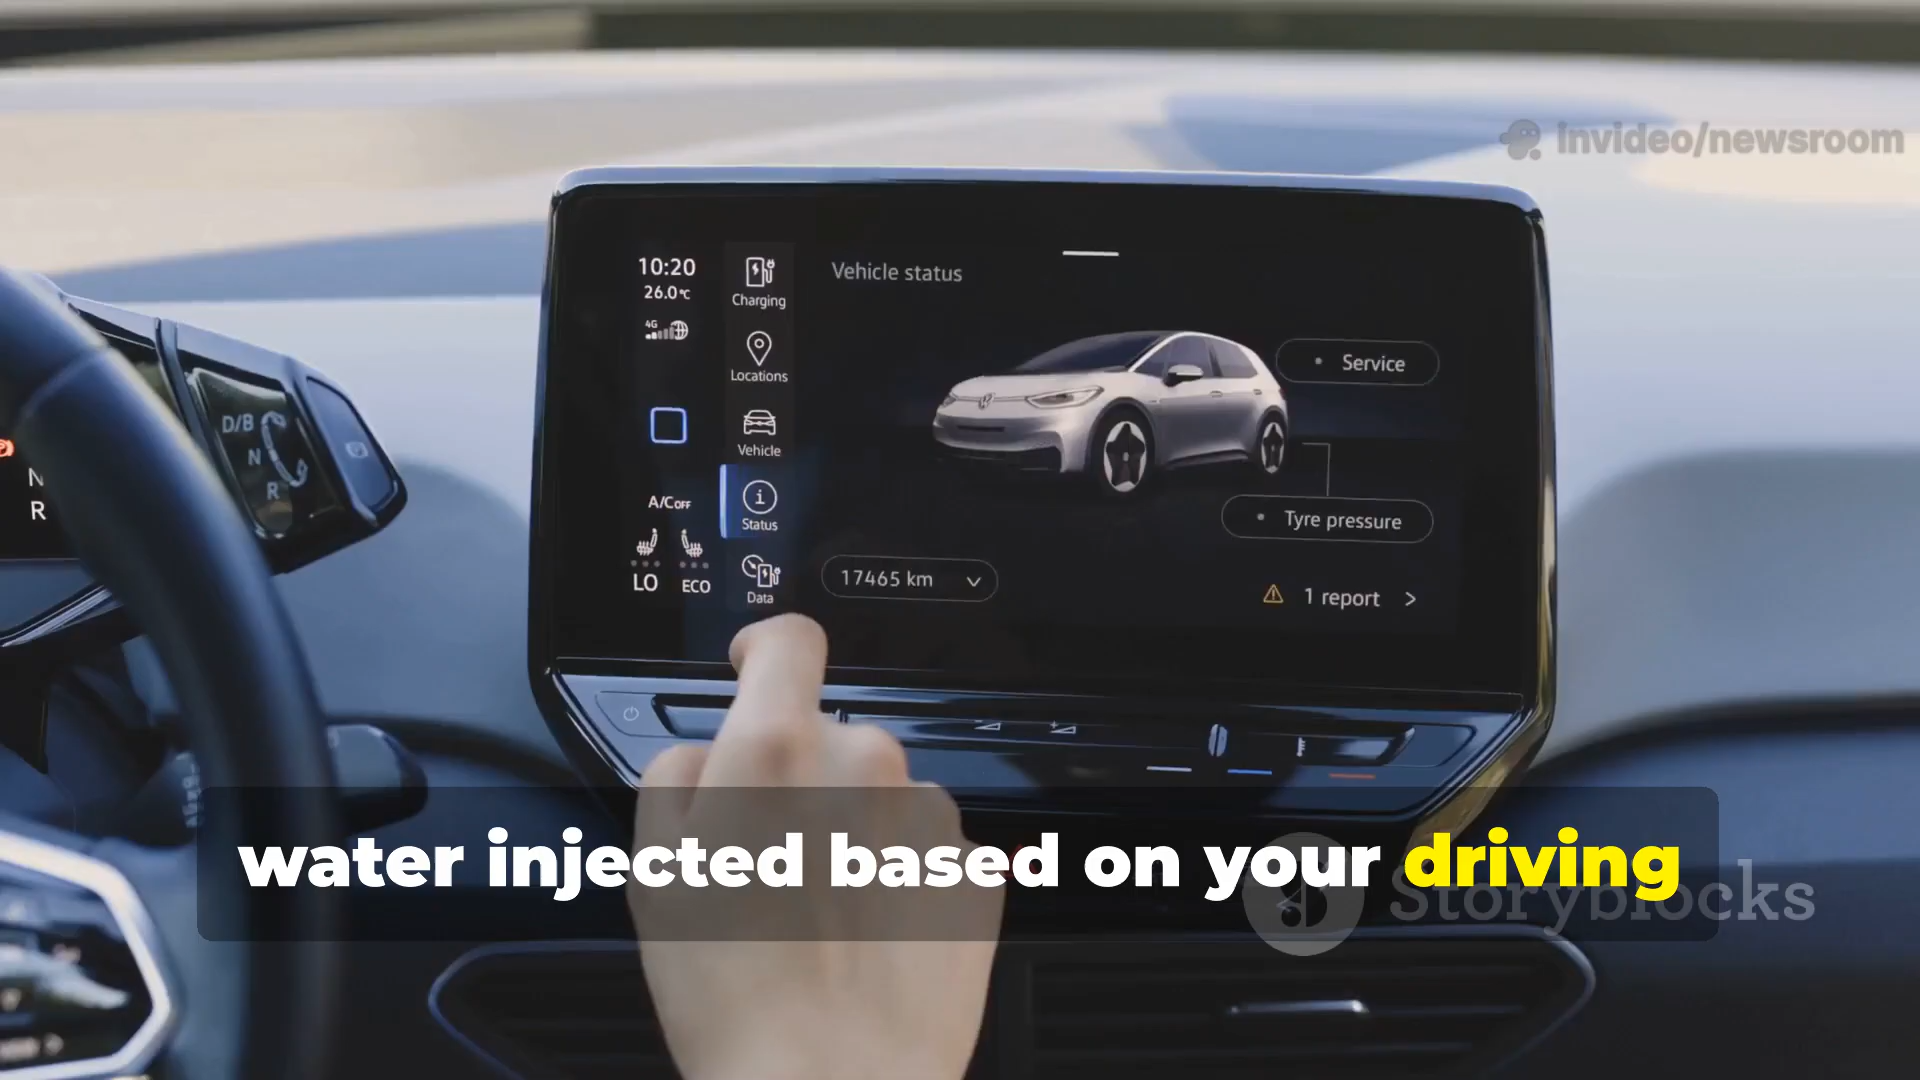 invideo/newsroom
10:20
26.0°C
4G
Charging
Locations
Vehicle
Status
Data
A/C OFF
LO
ECO
Vehicle status
Service
Tyre pressure
17465 km
1 report
D/B
N
R
N
R
water injected based on your driving
Storyblocks